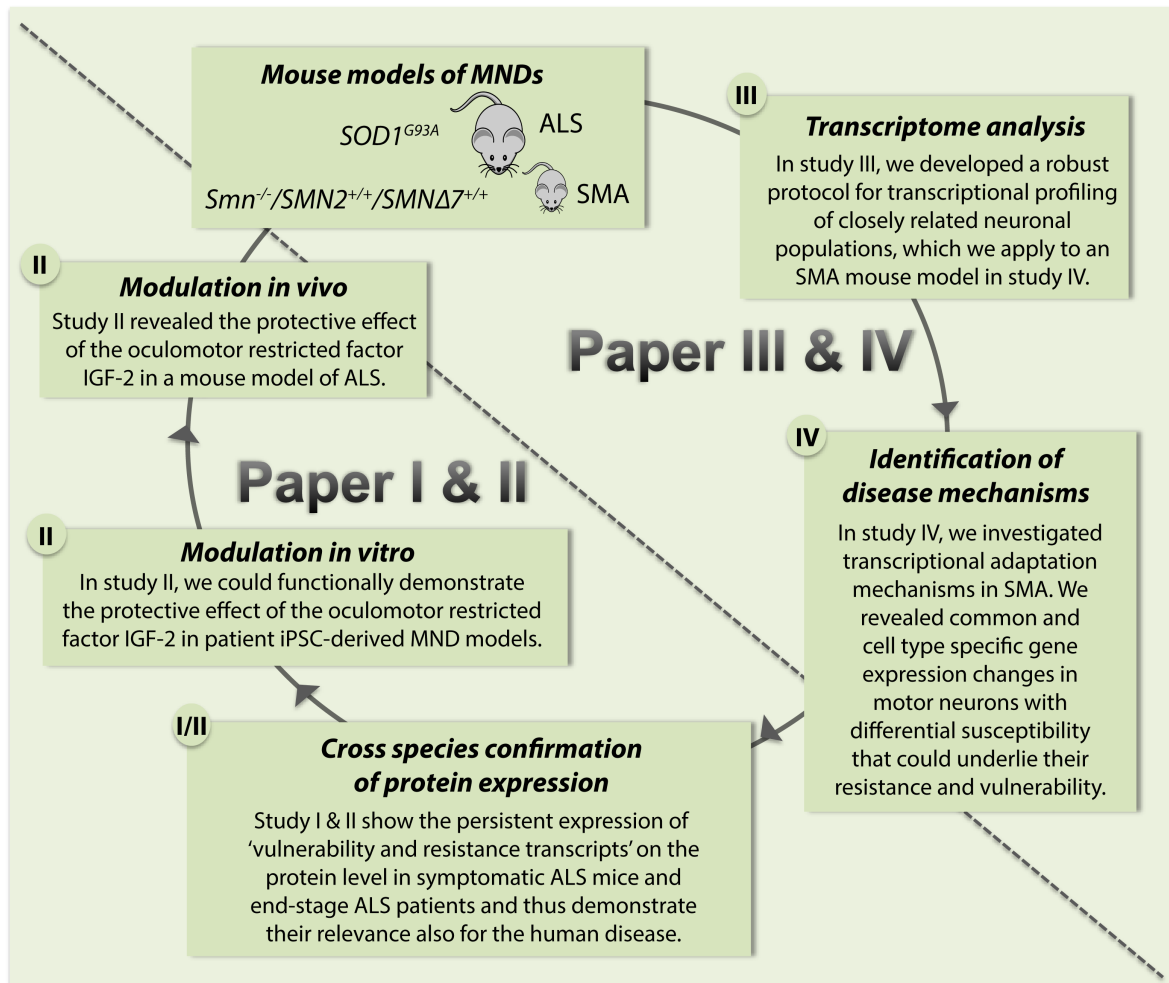 Mouse models of MNDs
SOD1^G93A
ALS
Smn^-/-/SMN2^+/+/SMNΔ7^+/+
SMA
III
Transcriptome analysis
In study III, we developed a robust
protocol for transcriptional profiling
of closely related neuronal
populations, which we apply to an
SMA mouse model in study IV.
Paper III & IV
IV
Identification of
disease mechanisms
In study IV, we investigated
transcriptional adaptation
mechanisms in SMA. We
revealed common and
cell type specific gene
expression changes in
motor neurons with
differential susceptibility
that could underlie their
resistance and vulnerability.
I/II
Cross species confirmation
of protein expression
Study I & II show the persistent expression of
‘vulnerability and resistance transcripts’ on the
protein level in symptomatic ALS mice and
end-stage ALS patients and thus demonstrate
their relevance also for the human disease.
II
Modulation in vitro
In study II, we could functionally demonstrate
the protective effect of the oculomotor restricted
factor IGF-2 in patient iPSC-derived MND models.
Paper I & II
II
Modulation in vivo
Study II revealed the protective effect
of the oculomotor restricted factor
IGF-2 in a mouse model of ALS.